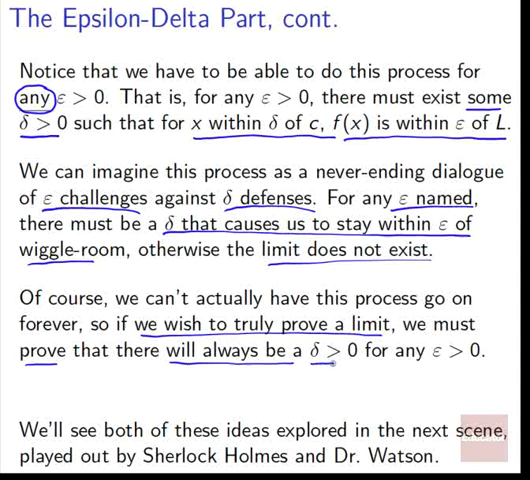 The Epsilon-Delta Part, cont.
Notice that we have to be able to do this process for
any ε > 0. That is, for any ε > 0, there must exist some
δ > 0 such that for x within δ of c, f(x) is within ε of L.
We can imagine this process as a never-ending dialogue
of ε challenges against δ defenses. For any ε named,
there must be a δ that causes us to stay within ε of
wiggle-room, otherwise the limit does not exist.
Of course, we can't actually have this process go on
forever, so if we wish to truly prove a limit, we must
prove that there will always be a δ > 0 for any ε > 0.
We'll see both of these ideas explored in the next scene,
played out by Sherlock Holmes and Dr. Watson.